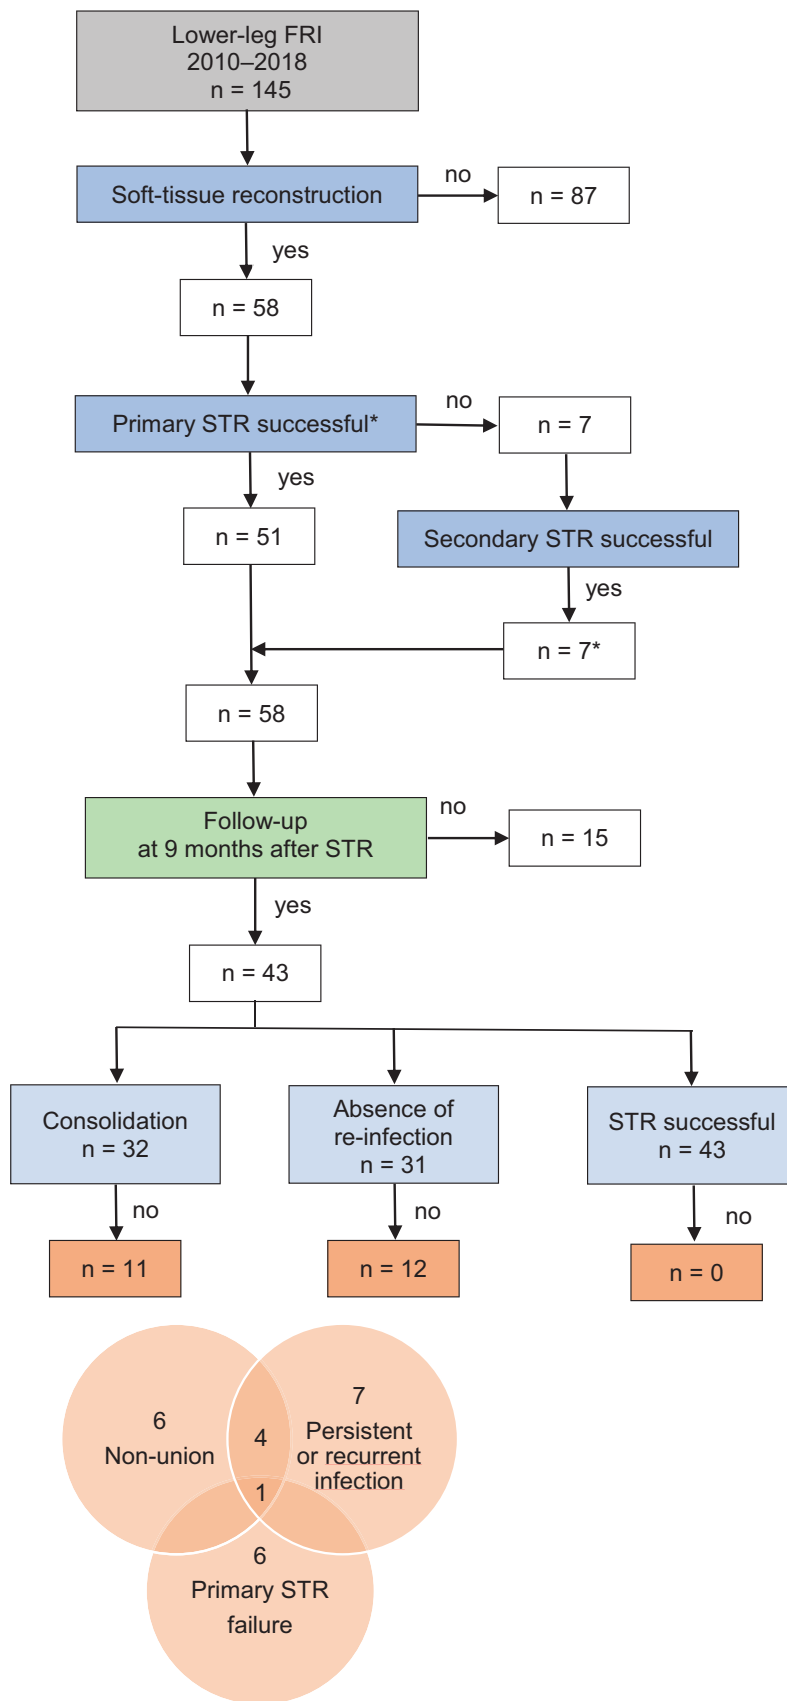 Lower-leg FRI
2010–2018
n = 145
Soft-tissue reconstruction
no
n = 87
yes
n = 58
Primary STR successful*
no
n = 7
yes
n = 51
Secondary STR successful
yes
n = 7*
n = 58
Follow-up
at 9 months after STR
no
n = 15
yes
n = 43
Consolidation
n = 32
Absence of
re-infection
n = 31
STR successful
n = 43
no
no
no
n = 11
n = 12
n = 0
6
Non-union
4
7
Persistent
or recurrent
infection
1
6
Primary STR
failure